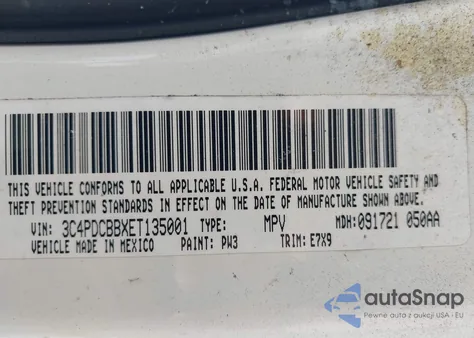 THIS VEHICLE CONFORMS TO ALL APPLICABLE U.S.A. FEDERAL MOTOR VEHICLE SAFETY AND
THEFT PREVENTION STANDARDS IN EFFECT ON THE DATE OF MANUFACTURE SHOWN ABOVE.
VIN: 3C4PDCBBXET135001 TYPE: MPV MDH: 091721 050AA
VEHICLE MADE IN MEXICO PAINT: PW3 TRIM: E7X9
autoSnap
Pewne auta z aukcji USA - EU